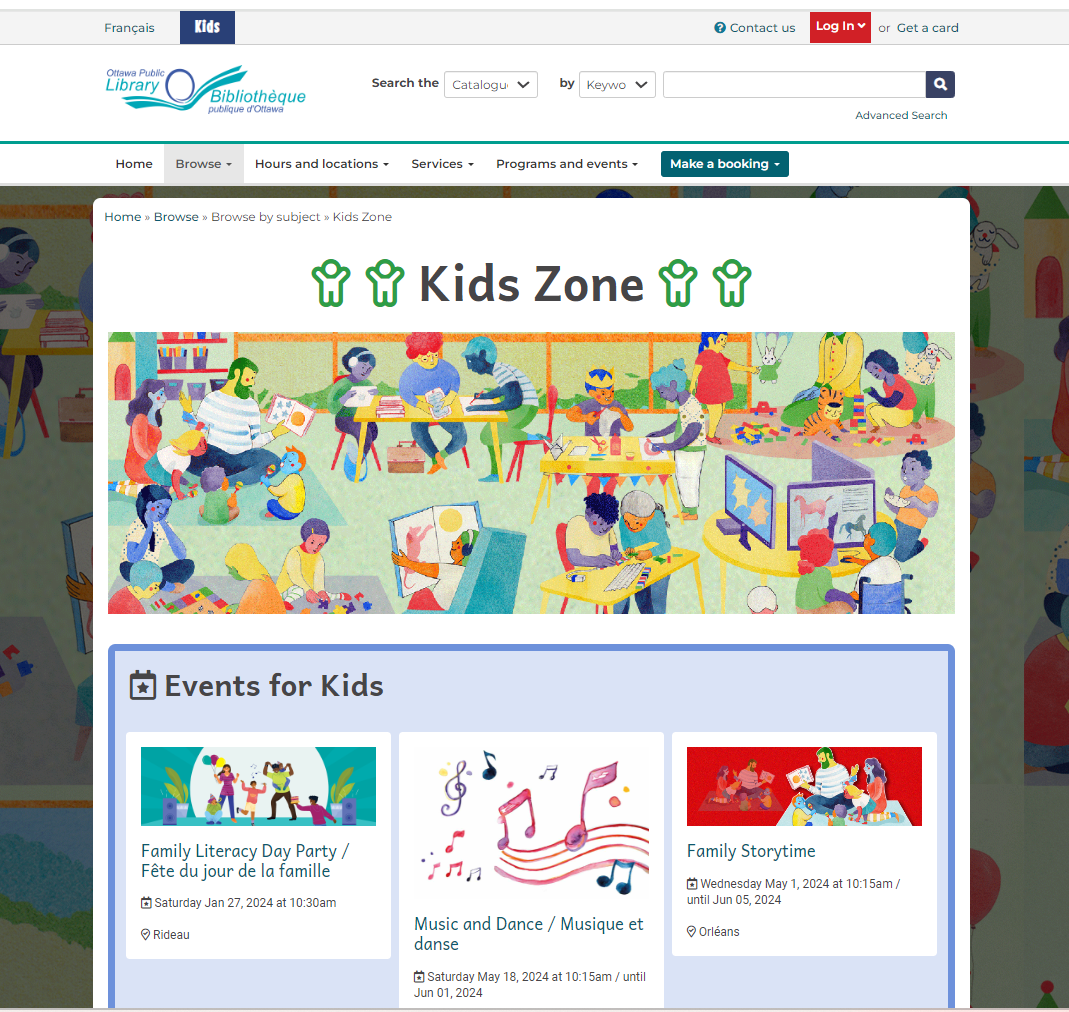 Français Kids Contact us Log In or Get a card
Ottawa Public
Library
Bibliothèque
publique d'Ottawa
Search the Catalogu by Keywo
Advanced Search
Home Browse Hours and locations Services Programs and events Make a booking
Home » Browse » Browse by subject » Kids Zone
Kids Zone
Events for Kids
Family Literacy Day Party /
Fête du jour de la famille
Saturday Jan 27, 2024 at 10:30am
Rideau
Music and Dance / Musique et
danse
Saturday May 18, 2024 at 10:15am / until
Jun 01, 2024
Family Storytime
Wednesday May 1, 2024 at 10:15am /
until Jun 05, 2024
Orléans